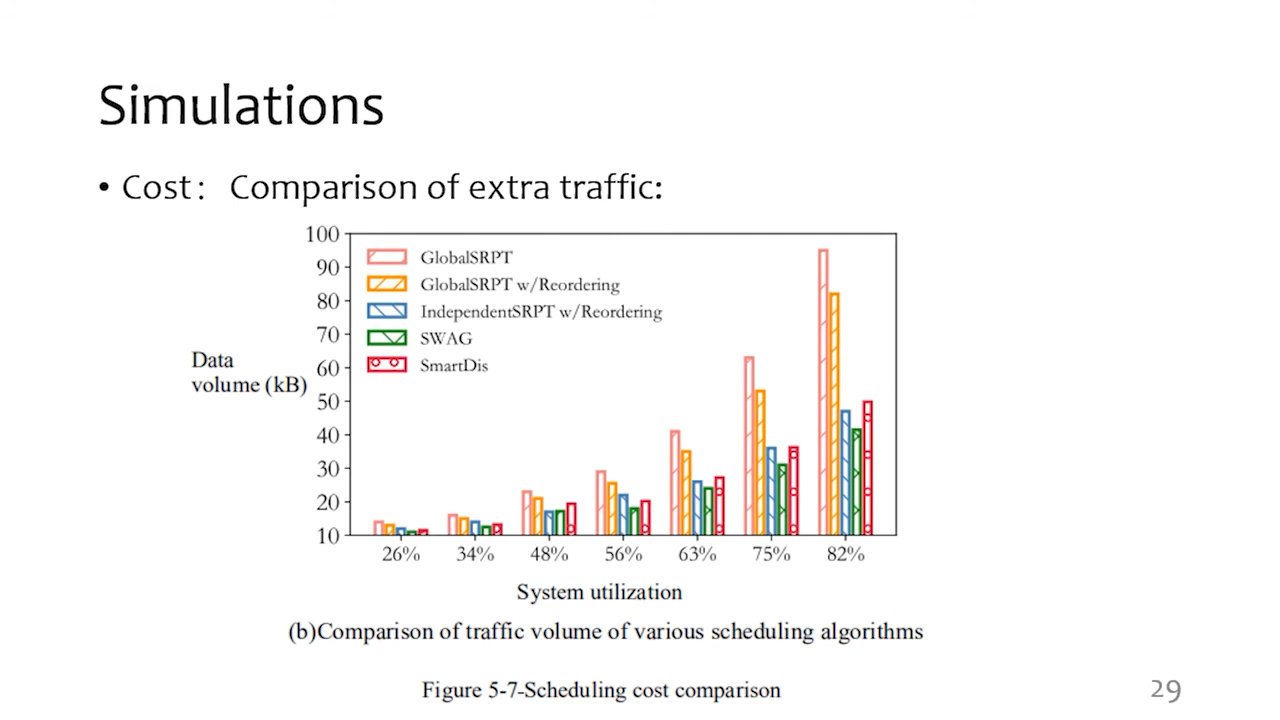 Simulations
• Cost: Comparison of extra traffic:
100
90
80
70
60
50
40
30
20
10
Data
volume (kB)
GlobalSRPT
GlobalSRPT w/Reordering
IndependentSRPT w/Reordering
SWAG
SmartDis
26% 34% 48% 56% 63% 75% 82%
System utilization
(b)Comparison of traffic volume of various scheduling algorithms
Figure 5-7-Scheduling cost comparison
29